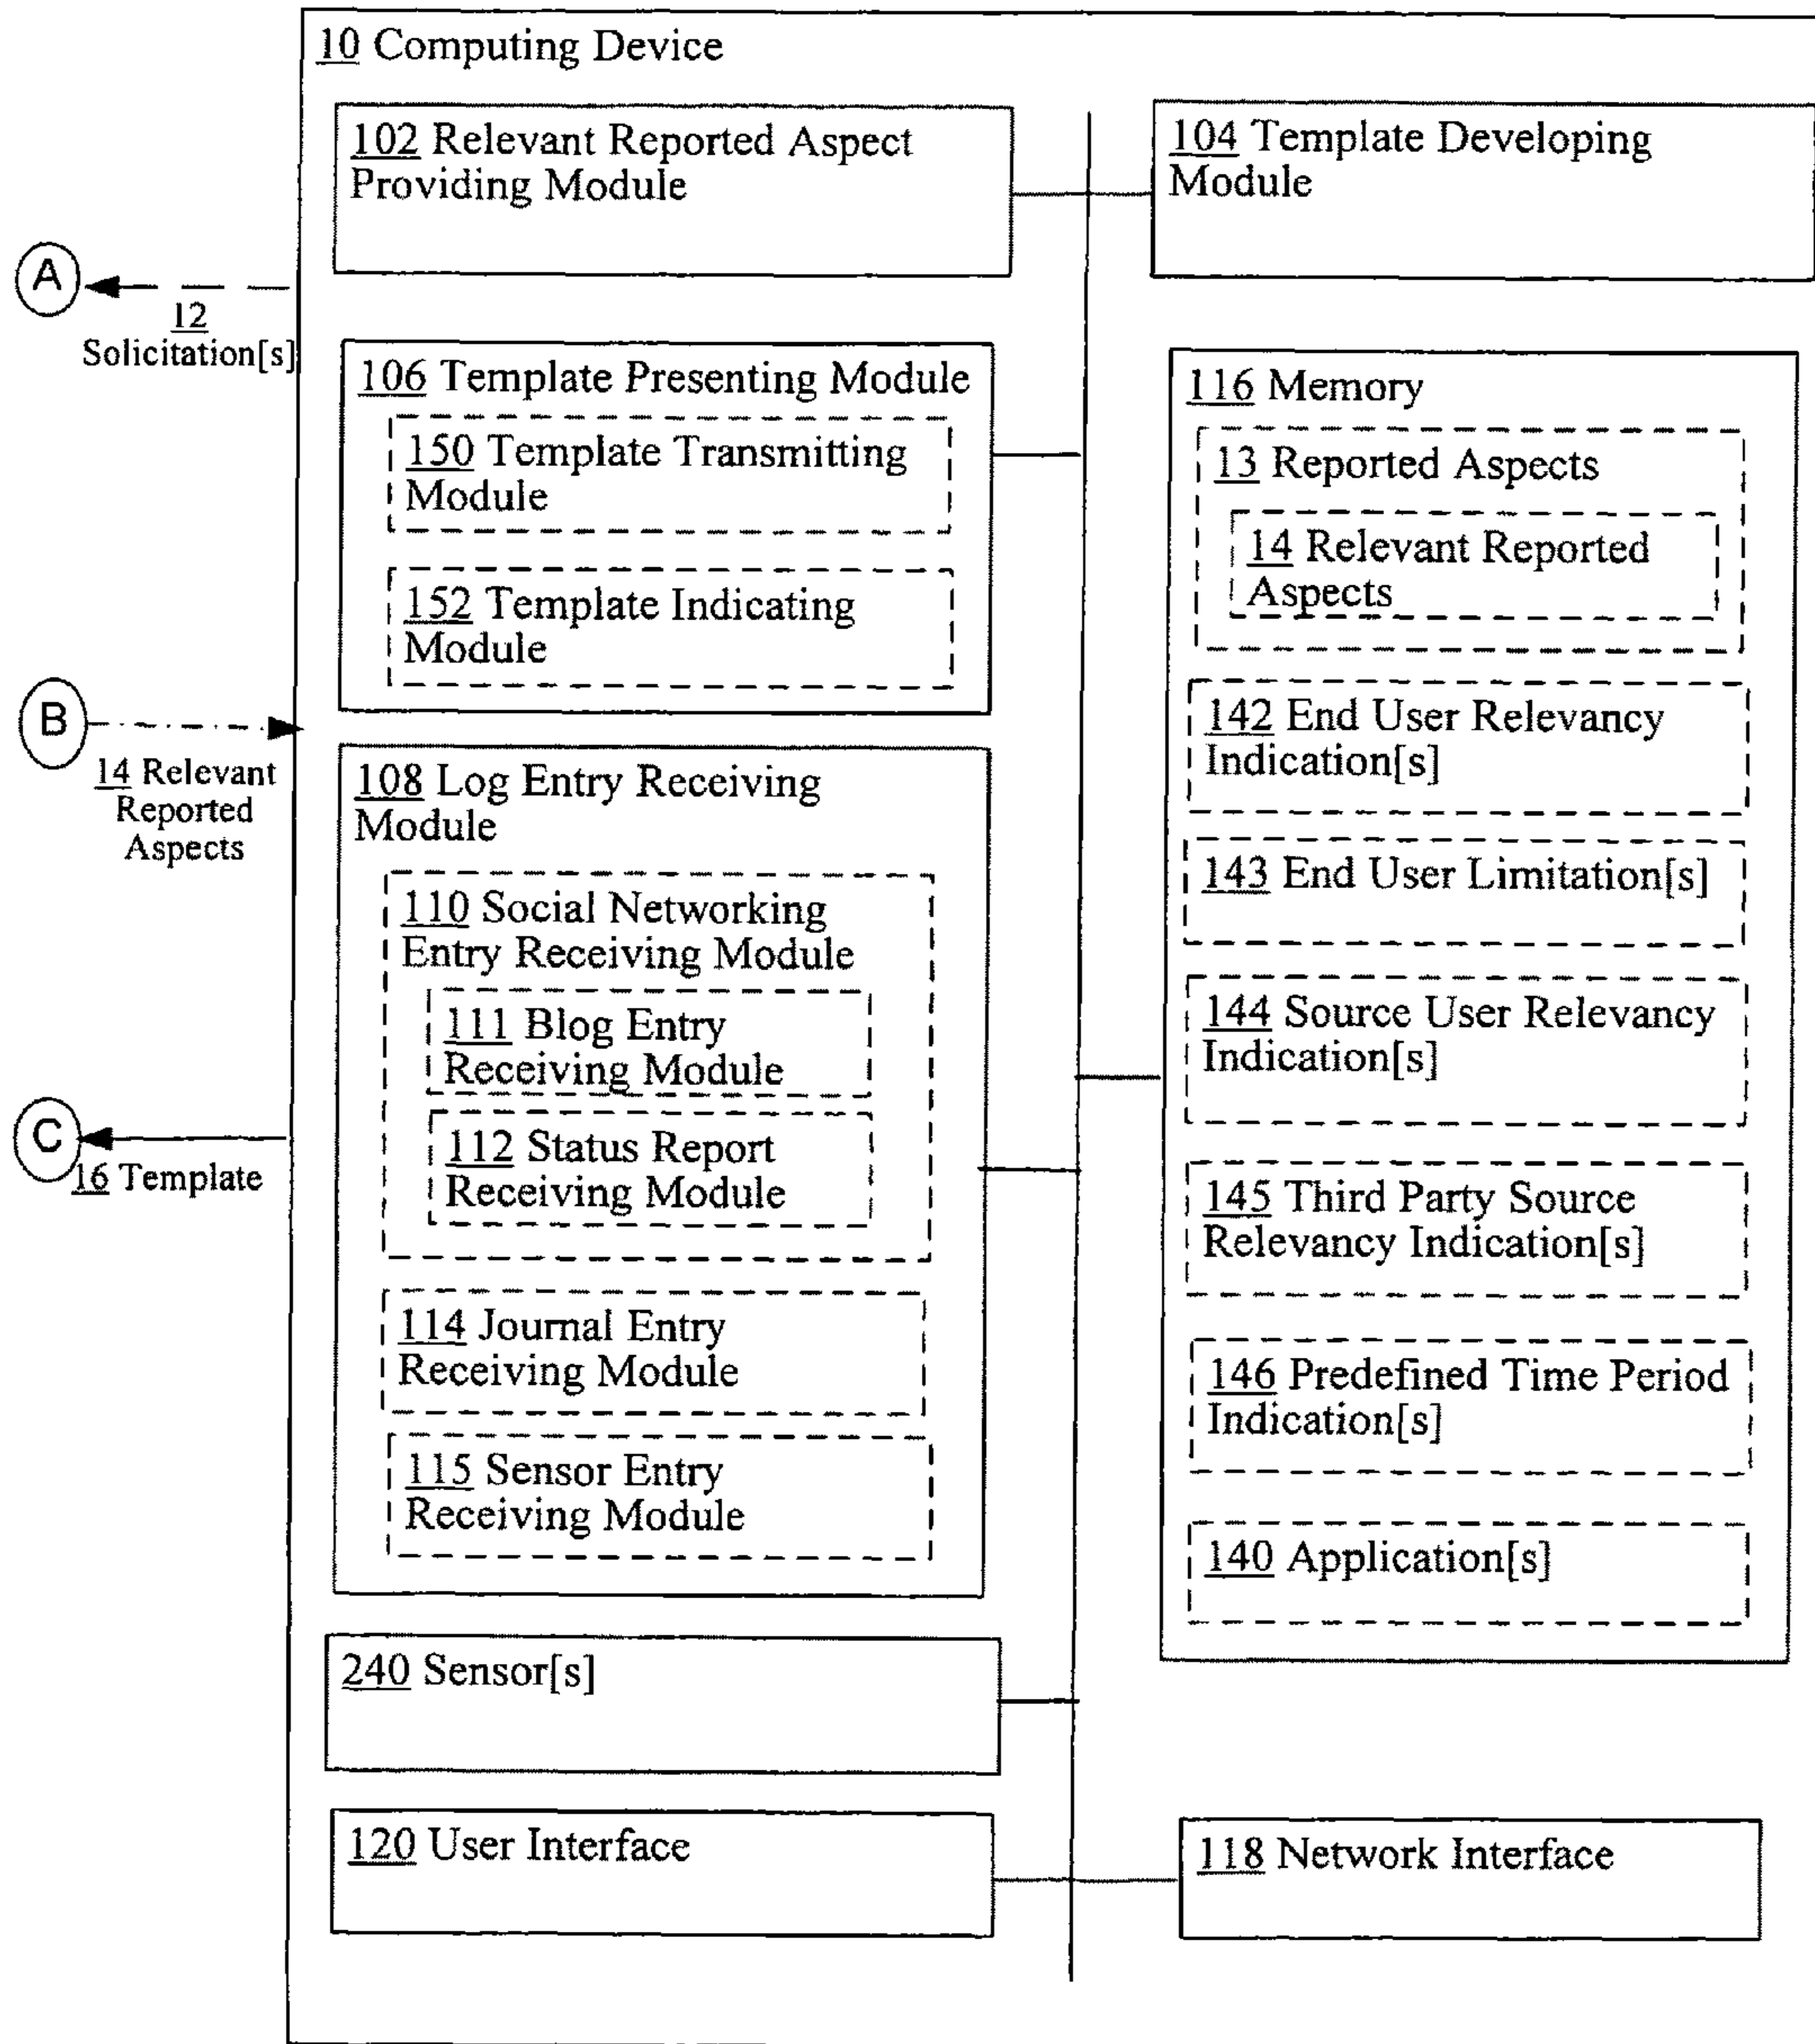 10 Computing Device
102 Relevant Reported Aspect
Providing Module
104 Template Developing
Module
A
12
Solicitation[s]
106 Template Presenting Module
150 Template Transmitting
Module
152 Template Indicating
Module
B
14 Relevant
Reported
Aspects
108 Log Entry Receiving
Module
110 Social Networking
Entry Receiving Module
111 Blog Entry
Receiving Module
112 Status Report
Receiving Module
C
16 Template
114 Journal Entry
Receiving Module
115 Sensor Entry
Receiving Module
116 Memory
13 Reported Aspects
14 Relevant Reported
Aspects
142 End User Relevancy
Indication[s]
143 End User Limitation[s]
144 Source User Relevancy
Indication[s]
145 Third Party Source
Relevancy Indication[s]
146 Predefined Time Period
Indication[s]
140 Application[s]
240 Sensor[s]
120 User Interface
118 Network Interface